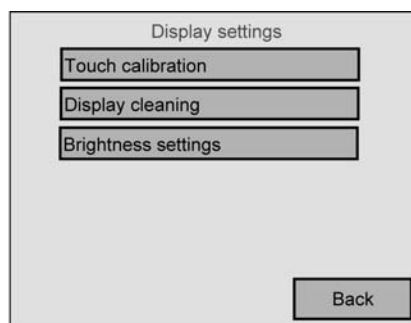 Display settings
Touch calibration
Display cleaning
Brightness settings
Back